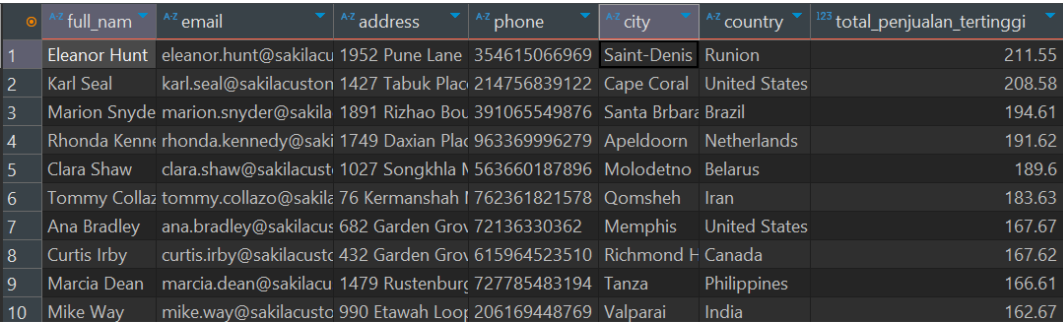 A-Z full_nam A-Z email A-Z address A-Z phone A-Z city A-Z country 123 total_penjualan_tertinggi
1 Eleanor Hunt eleanor.hunt@sakilacu 1952 Pune Lane 354615066969 Saint-Denis Runion 211.55
2 Karl Seal karl.seal@sakilacuston 1427 Tabuk Plac 214756839122 Cape Coral United States 208.58
3 Marion Snyde marion.snyder@sakila 1891 Rizhao Bou 391065549876 Santa Brbara Brazil 194.61
4 Rhonda Kenne rhonda.kennedy@saki 1749 Daxian Plac 963369996279 Apeldoorn Netherlands 191.62
5 Clara Shaw clara.shaw@sakilacust 1027 Songkhla M 563660187896 Molodetno Belarus 189.6
6 Tommy Collaz tommy.collazo@sakila 76 Kermanshah 762361821578 Qomsheh Iran 183.63
7 Ana Bradley ana.bradley@sakilacus 682 Garden Grov 72136330362 Memphis United States 167.67
8 Curtis Irby curtis.irby@sakilacusto 432 Garden Grov 615964523510 Richmond H Canada 167.62
9 Marcia Dean marcia.dean@sakilacu 1479 Rustenburg 727785483194 Tanza Philippines 166.61
10 Mike Way mike.way@sakilacusto 990 Etawah Loop 206169448769 Valparai India 162.67